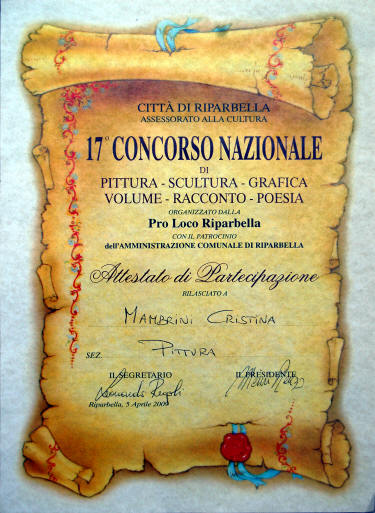 CITTÀ DI RIPARBELLA
ASSESSORATO ALLA CULTURA
17° CONCORSO NAZIONALE
DI
PITTURA - SCULTURA - GRAFICA
VOLUME - RACCONTO - POESIA
ORGANIZZATO DALLA
Pro Loco Riparbella
CON IL PATROCINIO
dell'AMMINISTRAZIONE COMUNALE DI RIPARBELLA
Attestato di Partecipazione
RILASCIATO A
MAMBRINI CRISTINA
SEZ. PITTURA
IL SEGRETARIO IL PRESIDENTE
Riparbella, 5 Aprile 2009